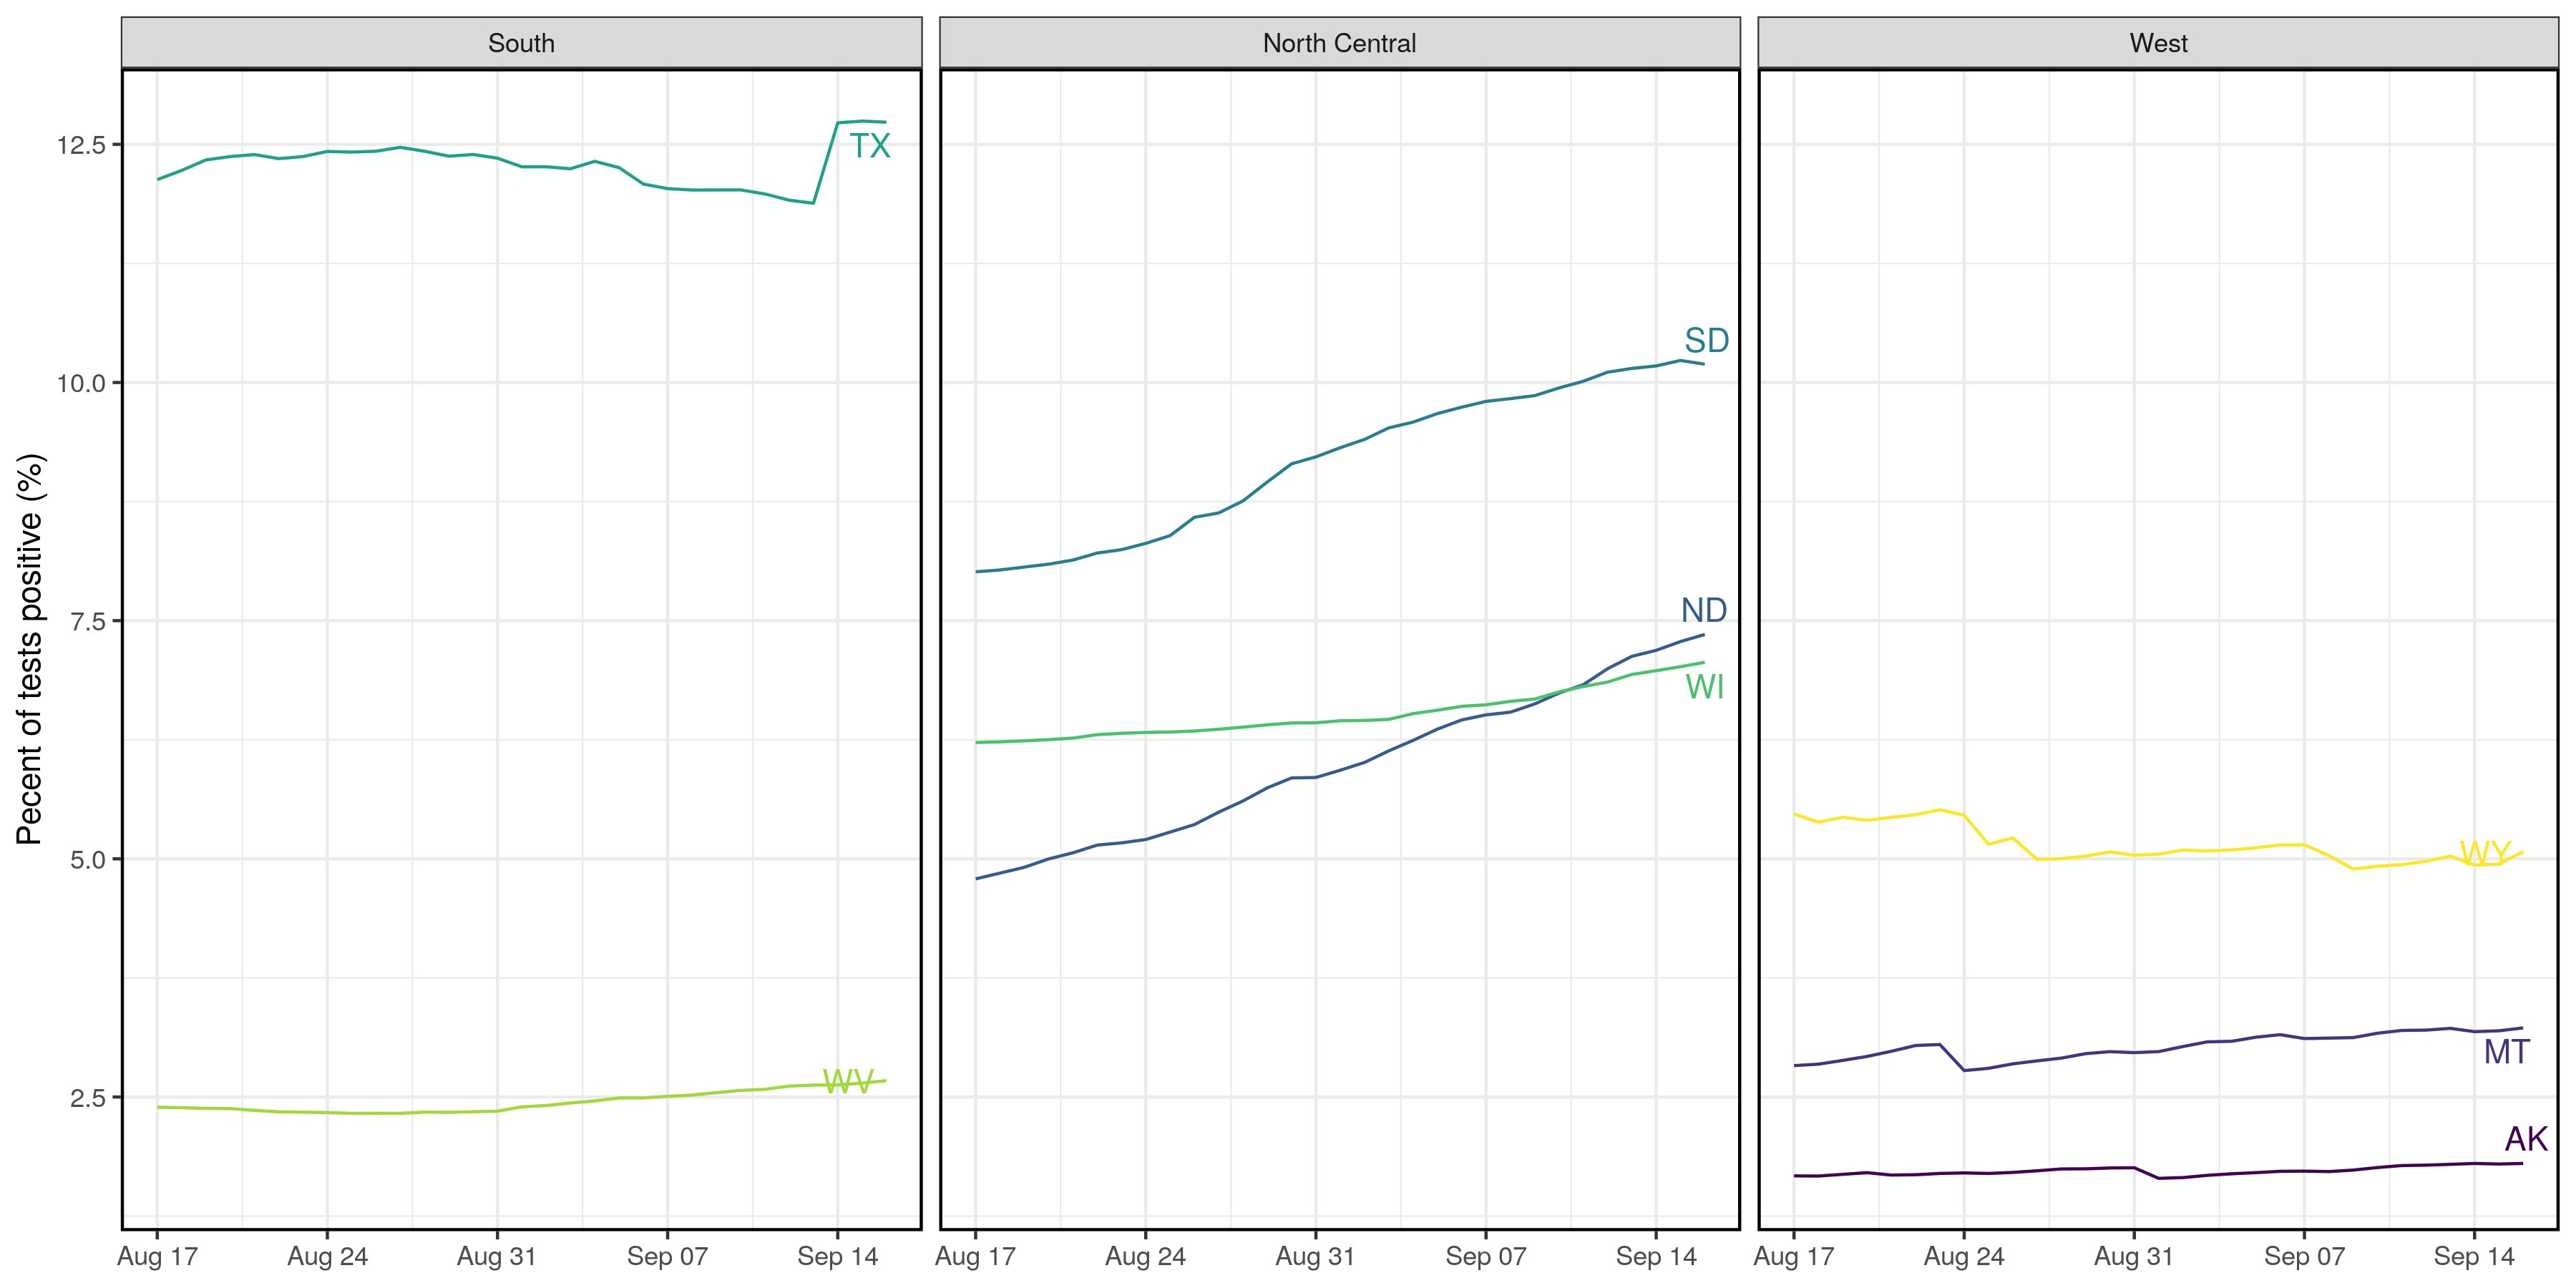 South
North Central
West
Pecent of tests positive (%)
12.5
10.0
7.5
5.0
2.5
TX
WV
SD
ND
WI
WY
MT
AK
Aug 17 Aug 24 Aug 31 Sep 07 Sep 14
Aug 17 Aug 24 Aug 31 Sep 07 Sep 14
Aug 17 Aug 24 Aug 31 Sep 07 Sep 14